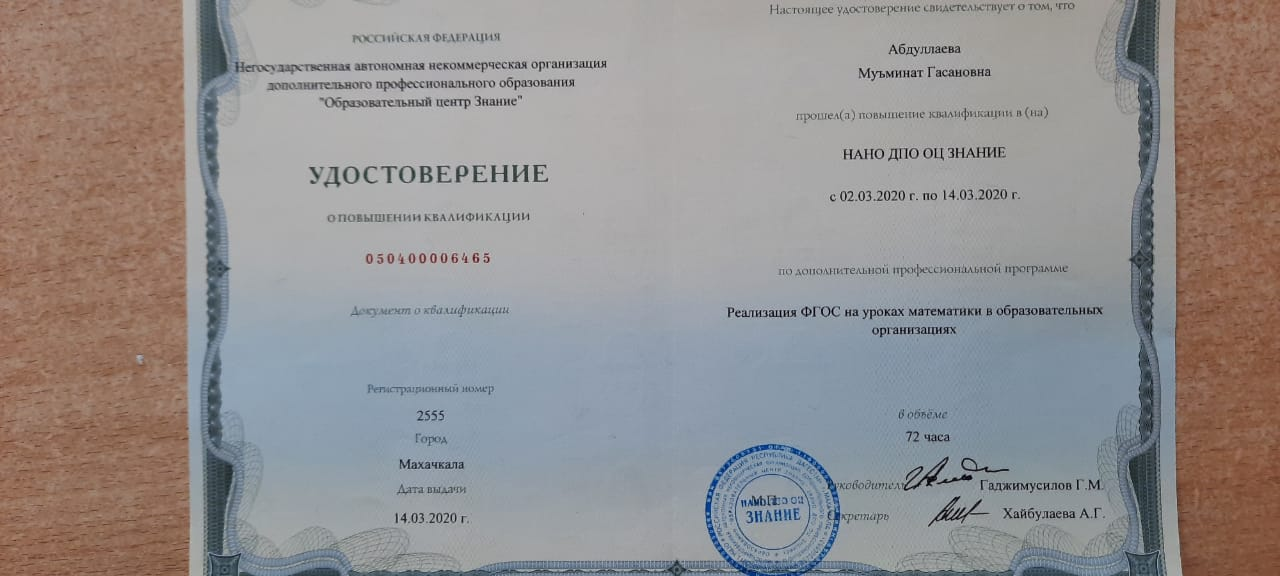 РОССИЙСКАЯ ФЕДЕРАЦИЯ
Негосударственная автономная некоммерческая организация
дополнительного профессионального образования
"Образовательный центр Знание"
УДОСТОВЕРЕНИЕ
О ПОВЫШЕНИИ КВАЛИФИКАЦИИ
050400006465
Документ о квалификации
Регистрационный номер
2555
Город
Махачкала
Дата выдачи
14.03.2020 г.
Настоящее удостоверение свидетельствует о том, что
Абдуллаева
Муъминат Гасановна
прошел(а) повышение квалификации в (на)
НАНО ДПО ОЦ ЗНАНИЕ
с 02.03.2020 г. по 14.03.2020 г.
по дополнительной профессиональной программе
Реализация ФГОС на уроках математики в образовательных
организациях
в объёме
72 часа
Руководитель Гаджимусилов Г.М.
М.П.
ЗНАНИЕ
Секретарь Хайбулаева А.Г.